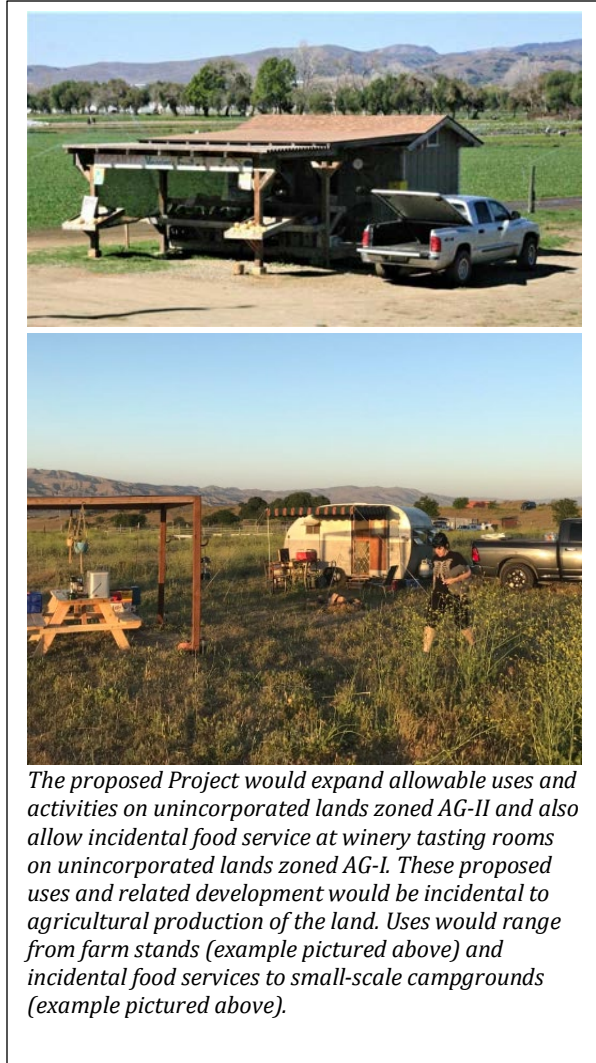 The proposed Project would expand allowable uses and
activities on unincorporated lands zoned AG-II and also
allow incidental food service at winery tasting rooms
on unincorporated lands zoned AG-I. These proposed
uses and related development would be incidental to
agricultural production of the land. Uses would range
from farm stands (example pictured above) and
incidental food services to small-scale campgrounds
(example pictured above).